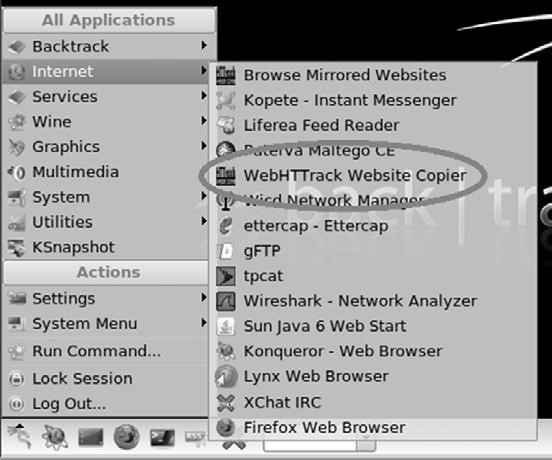 All Applications
Backtrack
Internet
Services
Wine
Graphics
Multimedia
System
Utilities
KSnapshot
Actions
Settings
System Menu
Run Command...
Lock Session
Log Out...
Browse Mirrored Websites
Kopete - Instant Messenger
Liferea Feed Reader
Paterva Maltego CE
WebHTTrack Website Copier
Wicd Network Manager
ettercap - Ettercap
gFTP
tpcat
Wireshark - Network Analyzer
Sun Java 6 Web Start
Konqueror - Web Browser
Lynx Web Browser
XChat IRC
Firefox Web Browser
back | tra